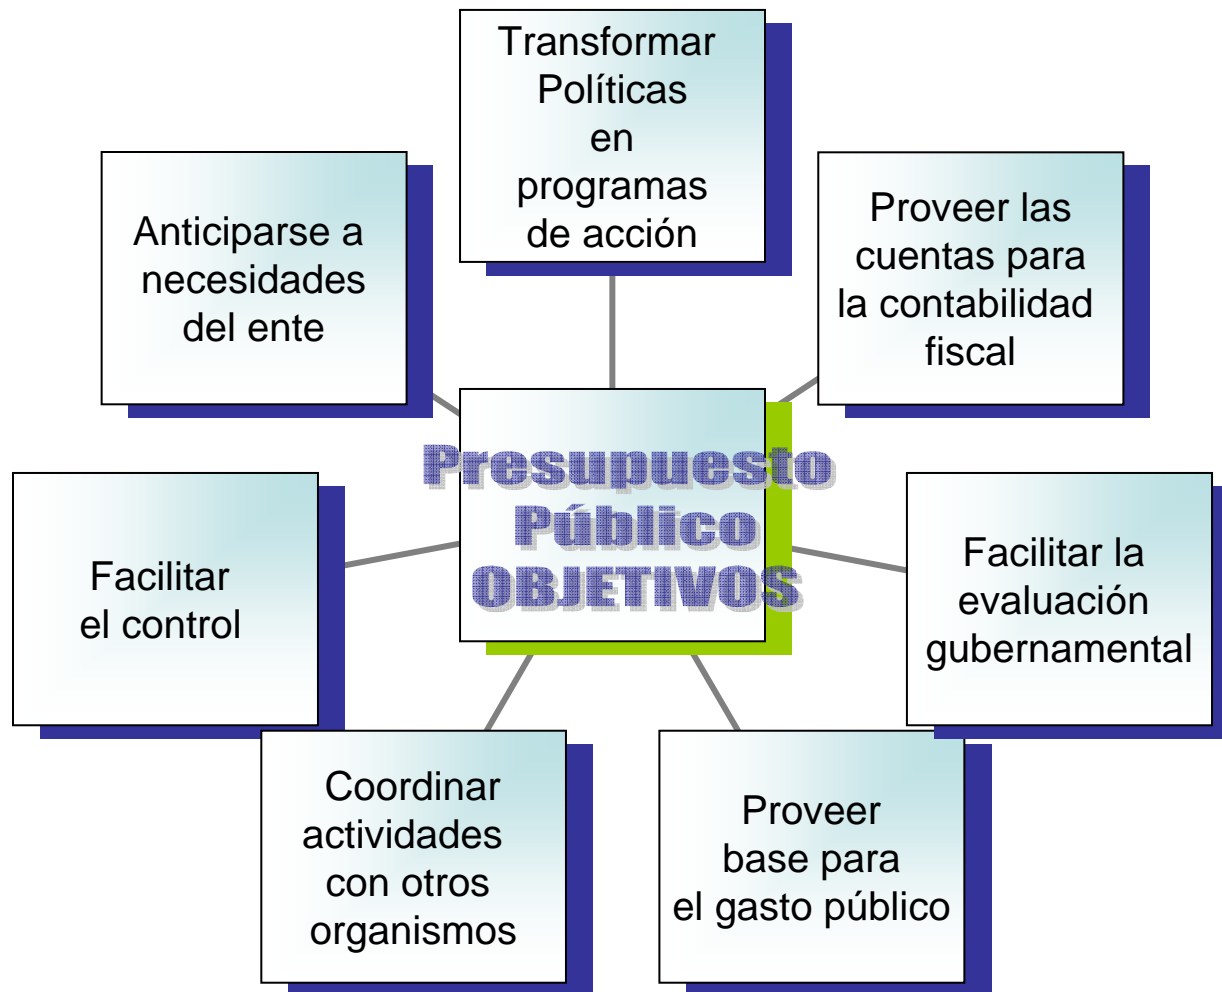 Transformar
Políticas
en
programas
de acción
Proveer las
cuentas para
la contabilidad
fiscal
Facilitar la
evaluación
gubernamental
Proveer
base para
el gasto público
Coordinar
actividades
con otros
organismos
Facilitar
el control
Anticiparse a
necesidades
del ente
Presupuesto
Público
OBJETIVOS